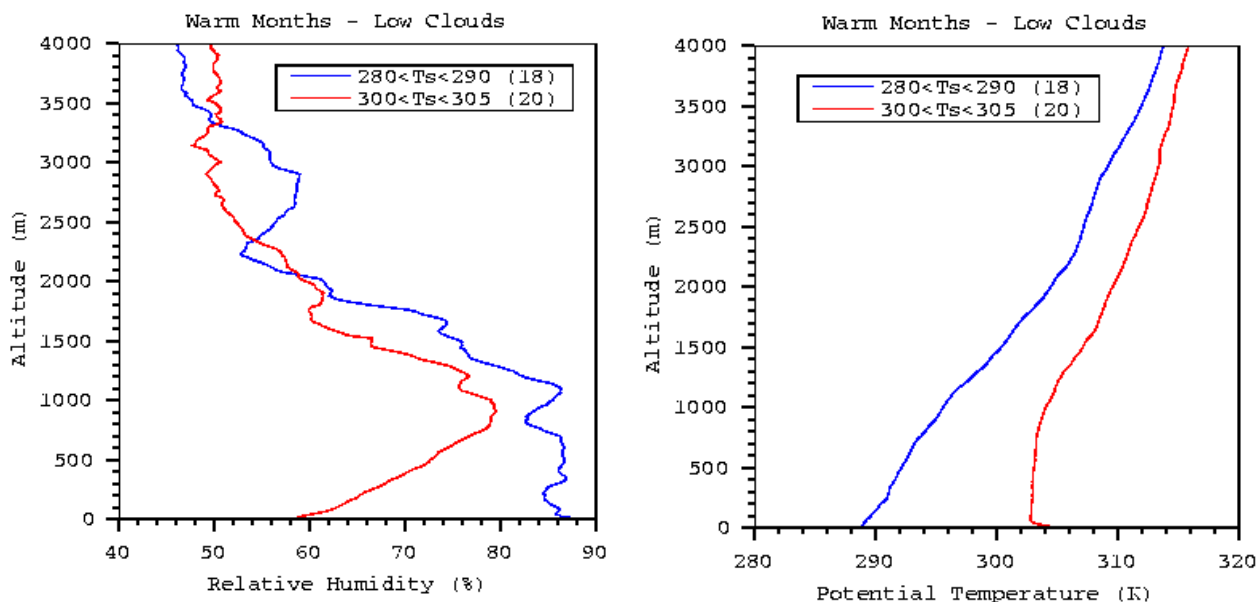 Warm Months - Low Clouds
4000
3500
3000
2500
2000
1500
1000
500
0
Altitude (m)
280<Ts<290 (18)
300<Ts<305 (20)
40 50 60 70 80 90
Relative Humidity (%)
Warm Months - Low Clouds
4000
3500
3000
2500
2000
1500
1000
500
0
Altitude (m)
280<Ts<290 (18)
300<Ts<305 (20)
280 290 300 310 320
Potential Temperature (K)